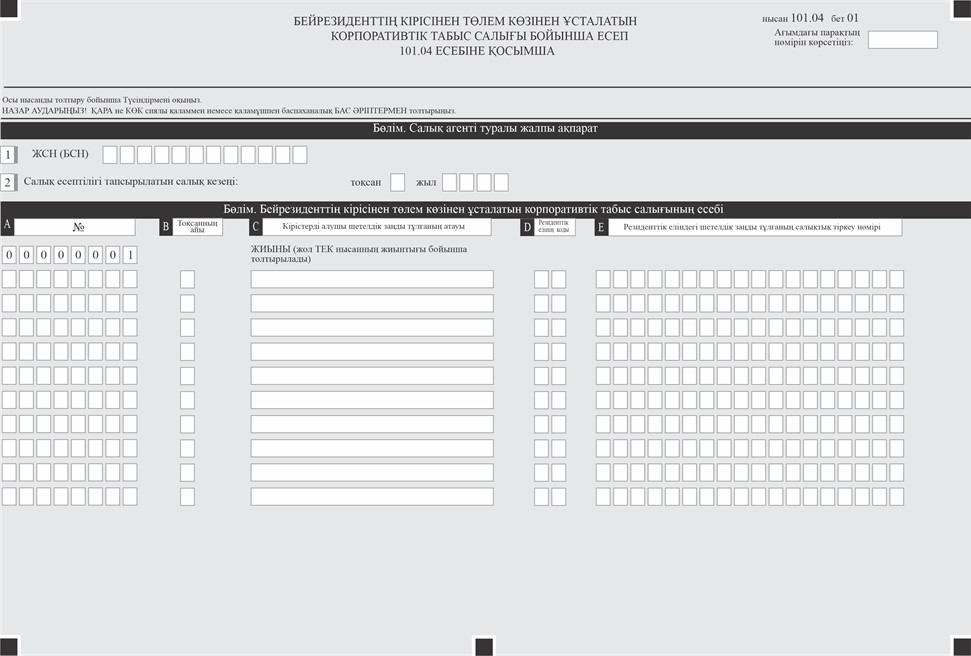 БЕЙРЕЗИДЕНТТІҢ КІРІСІНЕН ТӨЛЕМ КӨЗІНЕН ҰСТАЛАТЫН
КОРПОРАТИВТІК ТАБЫС САЛЫҒЫ БОЙЫНША ЕСЕП
101.04 ЕСЕБІНЕ ҚОСЫМША
нысан 101.04 бет 01
Ағымдағы парақтың
нөмірін көрсетіңіз:
Осы нысанды толтыру бойынша Түсіндірмені оқыңыз.
НАЗАР АУДАРЫҢЫЗ! ҚАРА не КӨК сиялы қаламмен немесе қаламұшпен баспаханалық БАС ӘРІПТЕРМЕН толтырыңыз.
Бөлім. Салық агенті туралы жалпы ақпарат
1 ЖСН (БСН)
2 Салық есептілігі тапсырылатын салық кезеңі: тоқсан жыл
Бөлім. Бейрезиденттің кірісінен төлем көзінен ұсталатын корпоративтік табыс салығының есебі
A № B Тоқсанның айы C Кірістерді алушы шетелдік заңды тұлғаның атауы D Резиденттік елінің коды E Резиденттік еліндегі шетелдік заңды тұлғаның салықтық тіркеу нөмірі
0 0 0 0 0 0 0 1 ЖИЫНЫ (жол ТЕК нысанның жиынтығы бойынша
толтырылады)